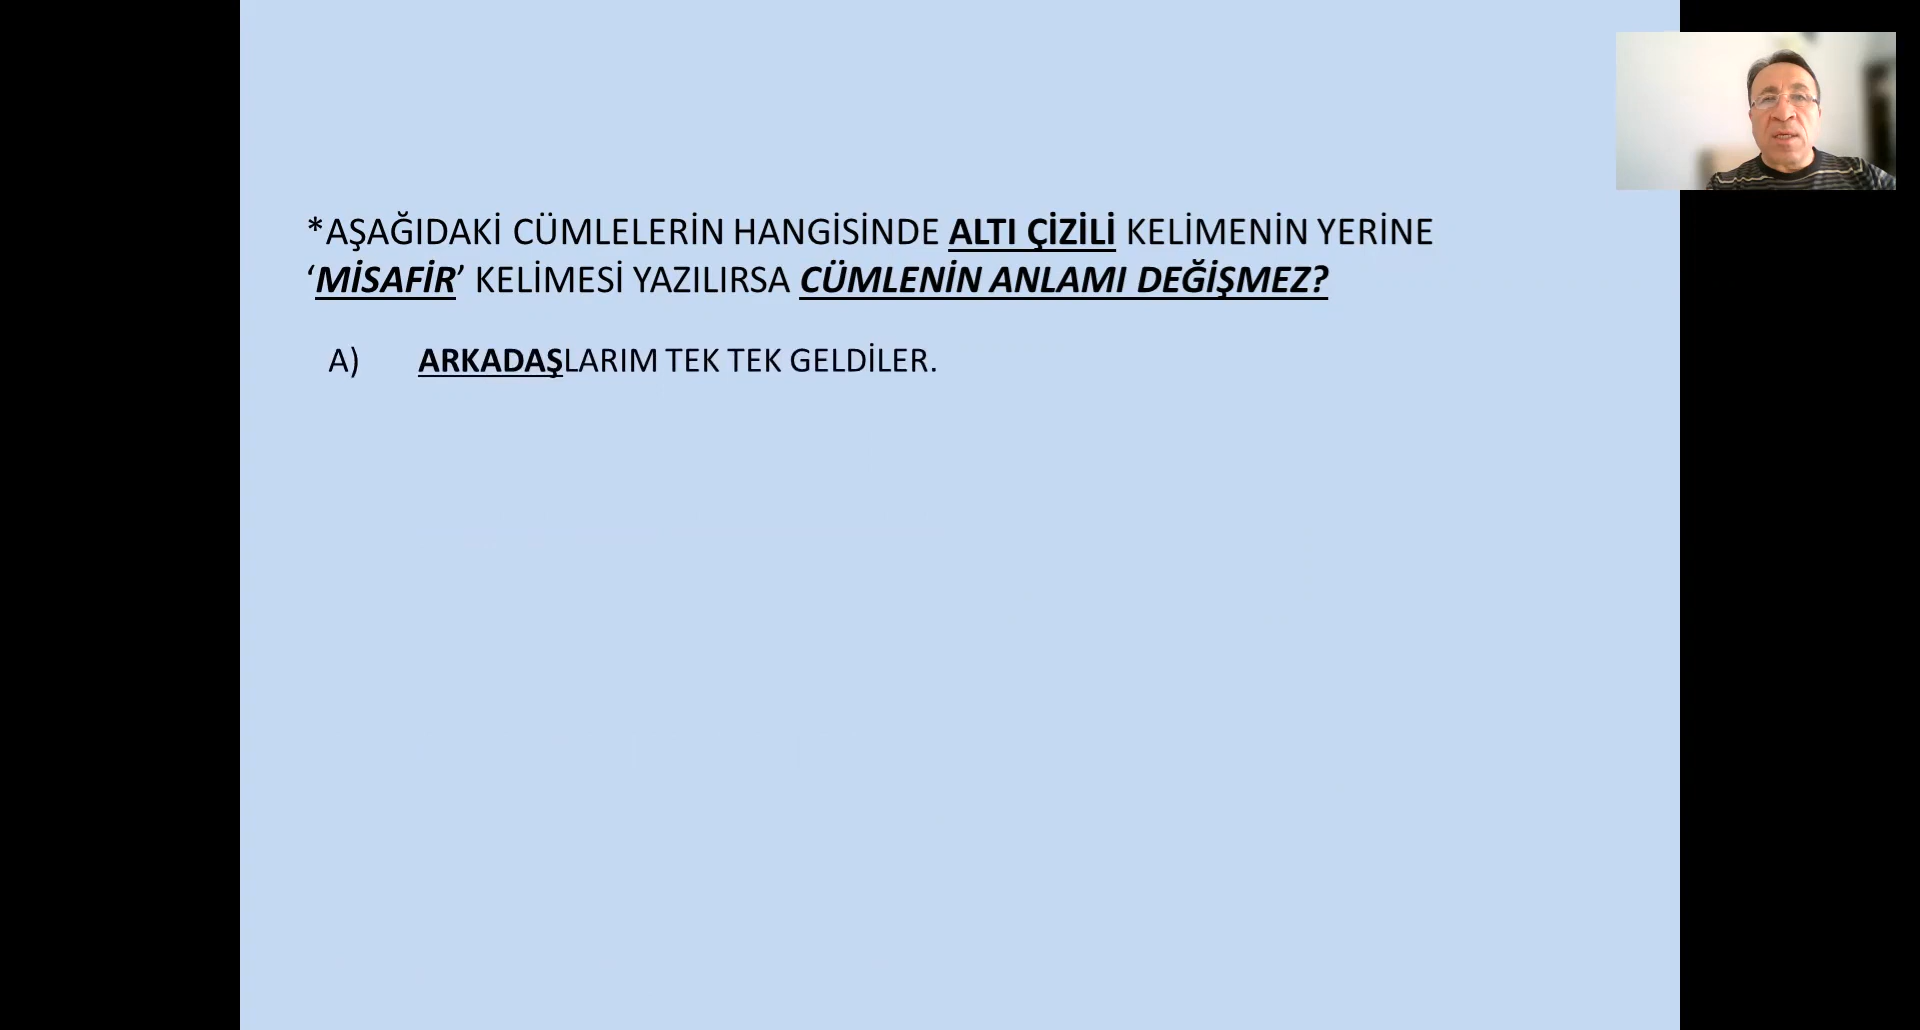 *AŞAĞIDAKİ CÜMLELERİN HANGİSİNDE ALTI ÇİZİLİ KELİMENİN YERİNE
‘MİSAFİR’ KELİMESİ YAZILIRSA CÜMLENİN ANLAMI DEĞİŞMEZ?
A) ARKADAŞLARIM TEK TEK GELDİLER.